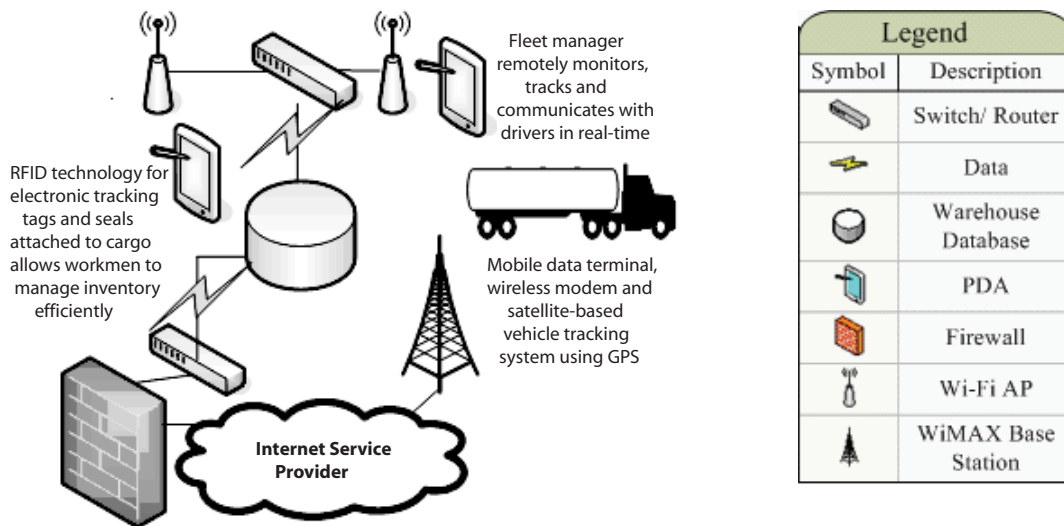 Fleet manager
remotely monitors,
tracks and
communicates with
drivers in real-time
RFID technology for
electronic tracking
tags and seals
attached to cargo
allows workmen to
manage inventory
efficiently
Mobile data terminal,
wireless modem and
satellite-based
vehicle tracking
system using GPS
Internet Service
Provider
Legend
Symbol Description
Switch/ Router
Data
Warehouse
Database
PDA
Firewall
Wi-Fi AP
WiMAX Base
Station